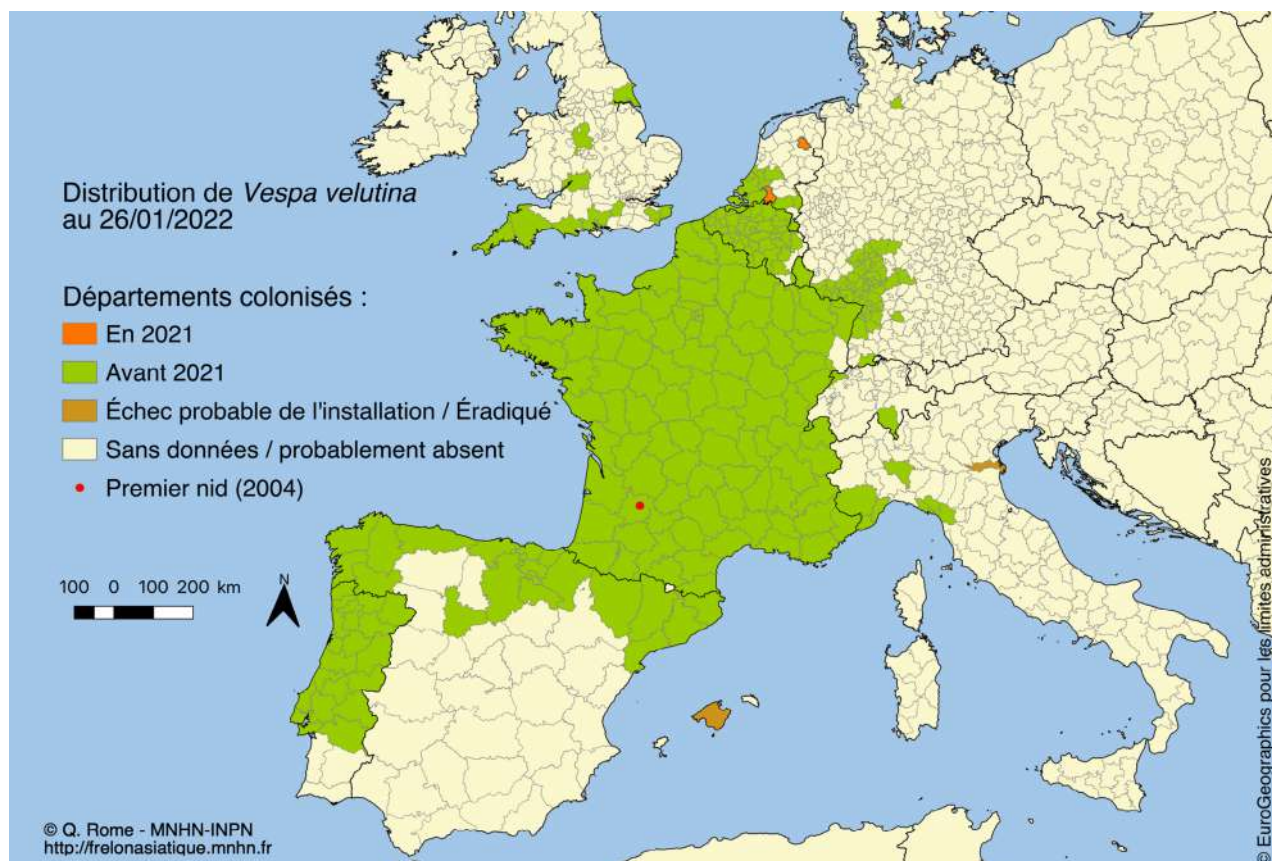 Distribution de Vespa velutina
au 26/01/2022
Départements colonisés :
En 2021
Avant 2021
Échec probable de l'installation / Éradiqué
Sans données / probablement absent
Premier nid (2004)
100 0 100 200 km
N
© Q. Rome - MNHN-INPN
http://frelonasiatique.mnhn.fr
© EuroGeographics pour les limites administratives